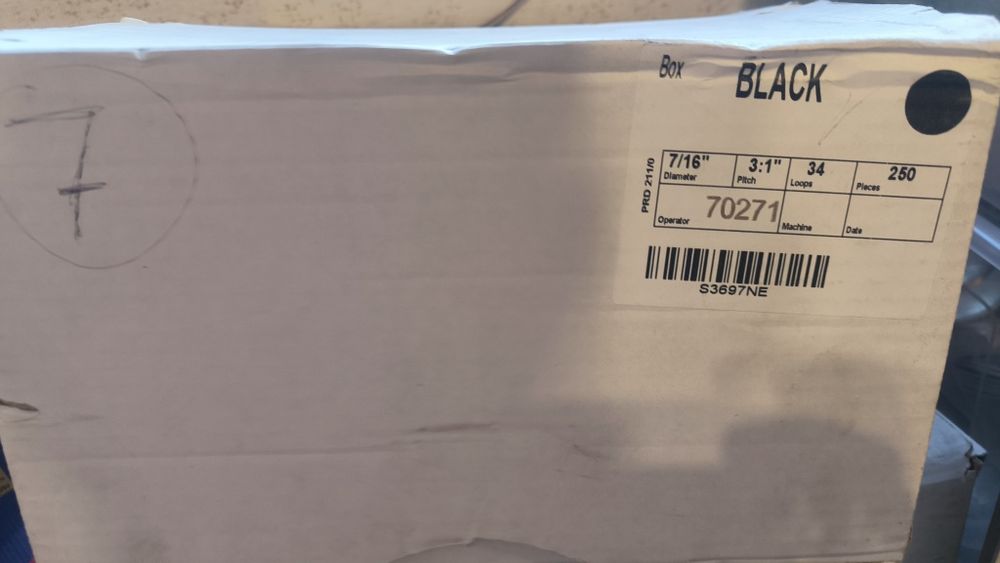 7
Box BLACK
PRD 211/0
7/16" 3:1" 34 250
Diameter Pitch Loops Pieces
70271
Operator Machine Date
S3697NE